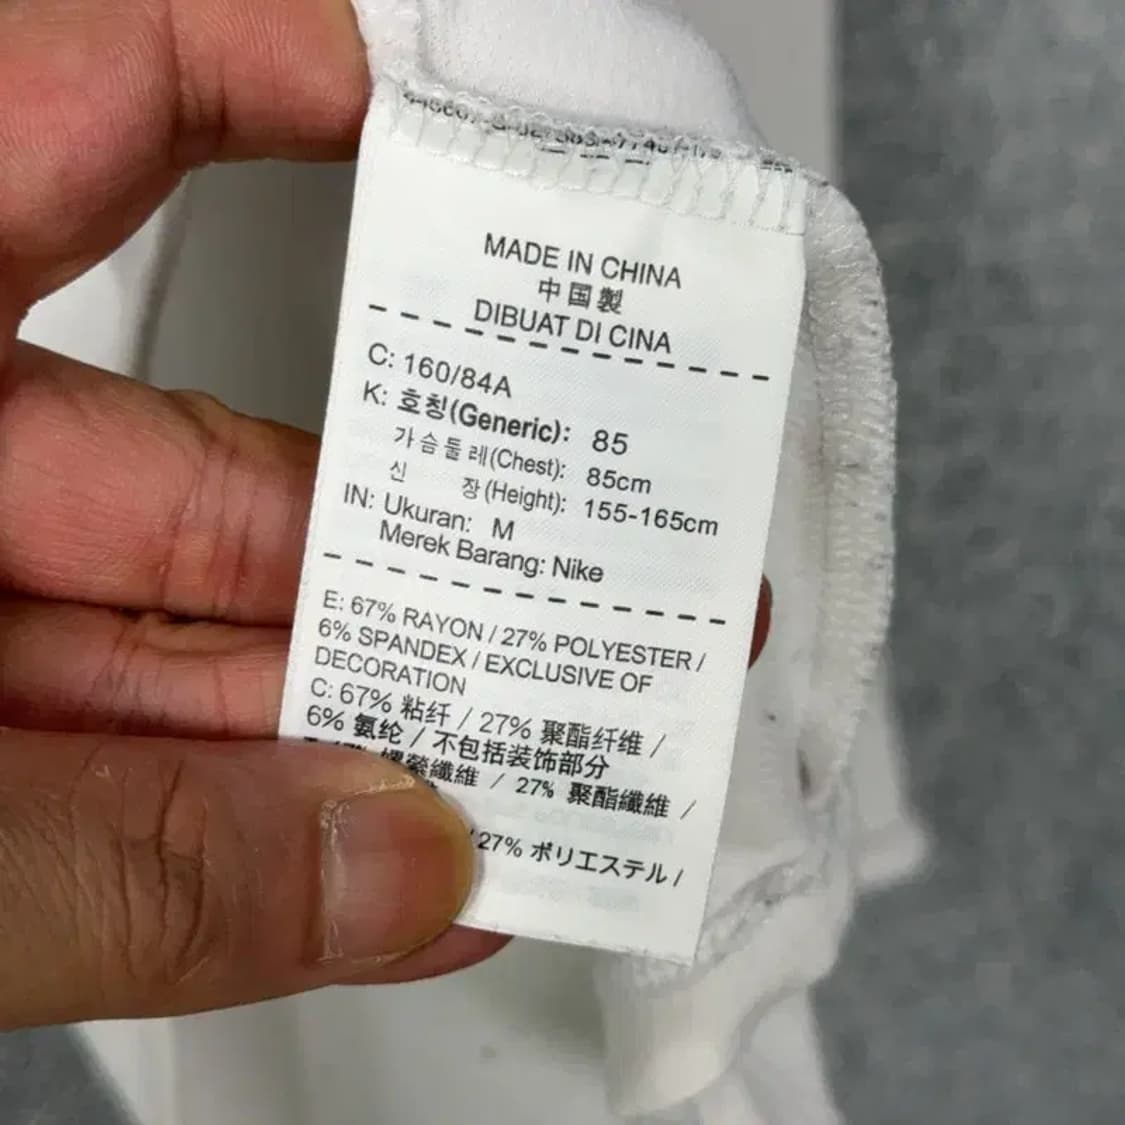 MADE IN CHINA
中国製
DIBUAT DI CINA
C: 160/84A
K: 호칭(Generic): 85
가슴둘레(Chest): 85cm
신 장(Height): 155-165cm
IN: Ukuran: M
Merek Barang: Nike
E: 67% RAYON / 27% POLYESTER /
6% SPANDEX / EXCLUSIVE OF
DECORATION
C: 67% 粘纤 / 27% 聚酯纤维 /
6% 氨纶 / 不包括装饰部分
嫘縈纖維 / 27% 聚酯纖維 /
/ 27% ポリエステル /